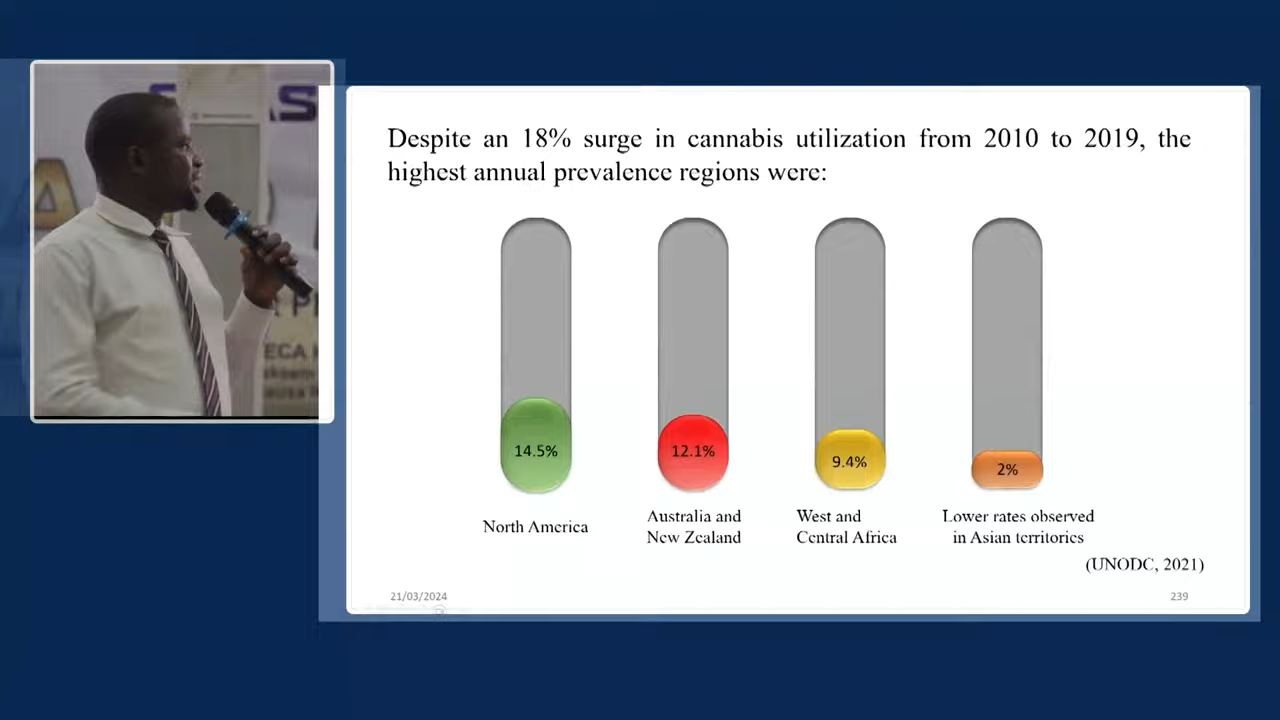 AS
A
ECA
Despite an 18% surge in cannabis utilization from 2010 to 2019, the
highest annual prevalence regions were:
14.5%
12.1%
9.4%
2%
North America
Australia and
New Zealand
West and
Central Africa
Lower rates observed
in Asian territories
(UNODC, 2021)
21/03/2024
239